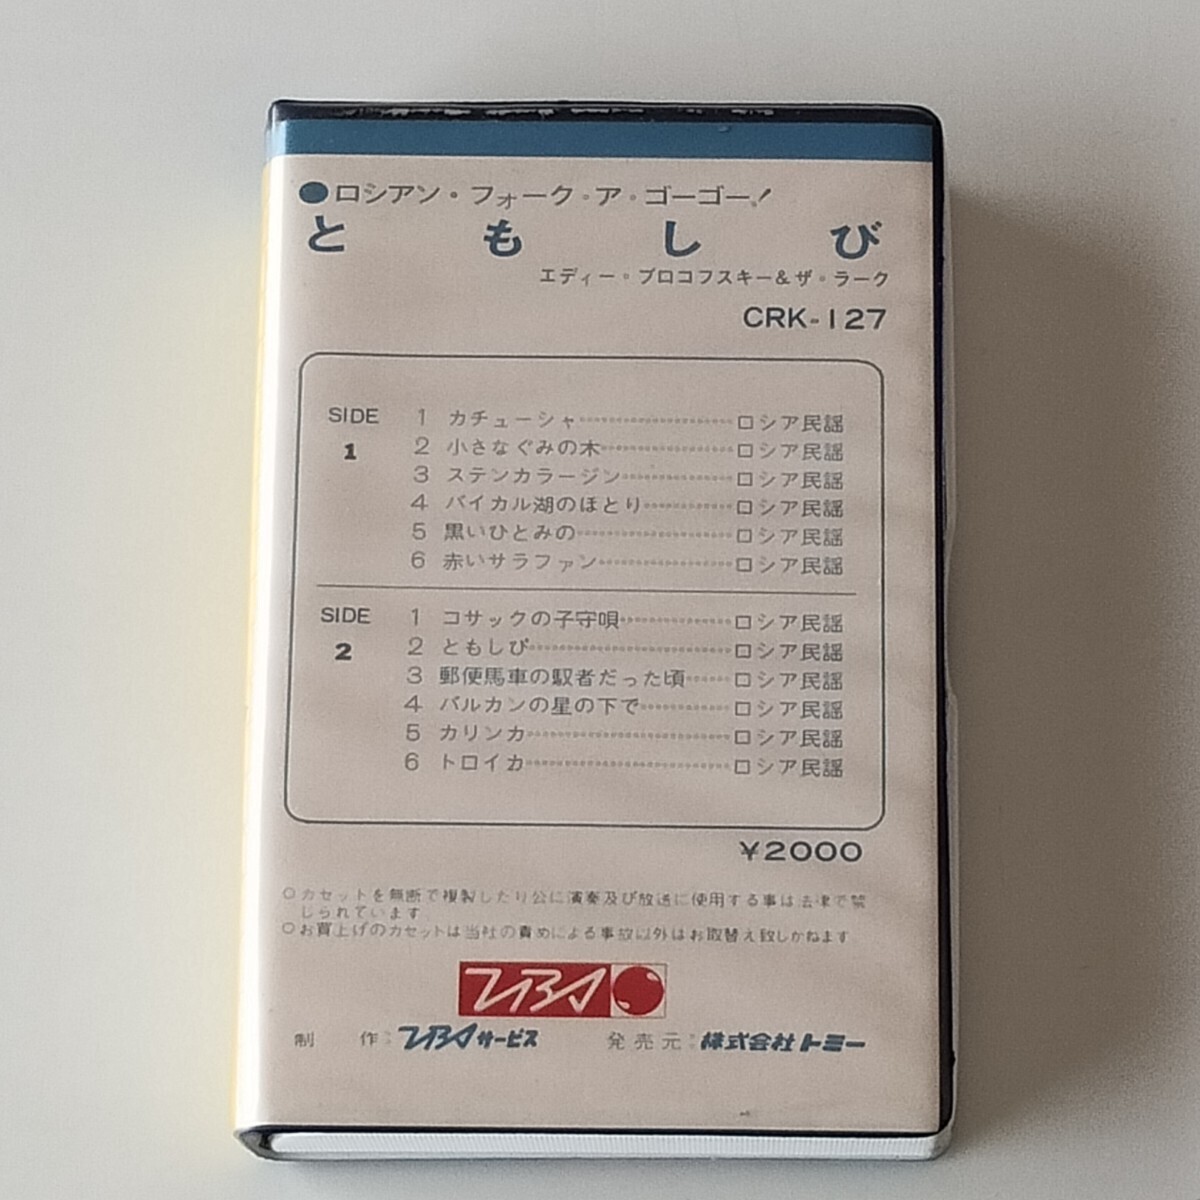 ●ロシアン・フォーク・ア・ゴーゴー!
ともしび
エディー・プロコフスキー&ザ・ラーク
CRK-127
SIDE 1
1 カチューシャ………ロシア民謡
2 小さなぐみの木………ロシア民謡
3 ステンカラージン………ロシア民謡
4 バイカル湖のほとり………ロシア民謡
5 黒いひとみの………ロシア民謡
6 赤いサラファン………ロシア民謡
SIDE 2
1 コサックの子守唄………ロシア民謡
2 ともしび………ロシア民謡
3 郵便馬車の馭者だった頃……ロシア民謡
4 バルカンの星の下で………ロシア民謡
5 カリンカ………ロシア民謡
6 トロイカ………ロシア民謡
¥2000
○カセットを無断で複製したり公に演奏及び放送に使用する事は法律で禁
じられています
○お買上げのカセットは当社の責めによる事故以外はお取替え致しかねます
制 作 サービス 発売元 株式会社トミー